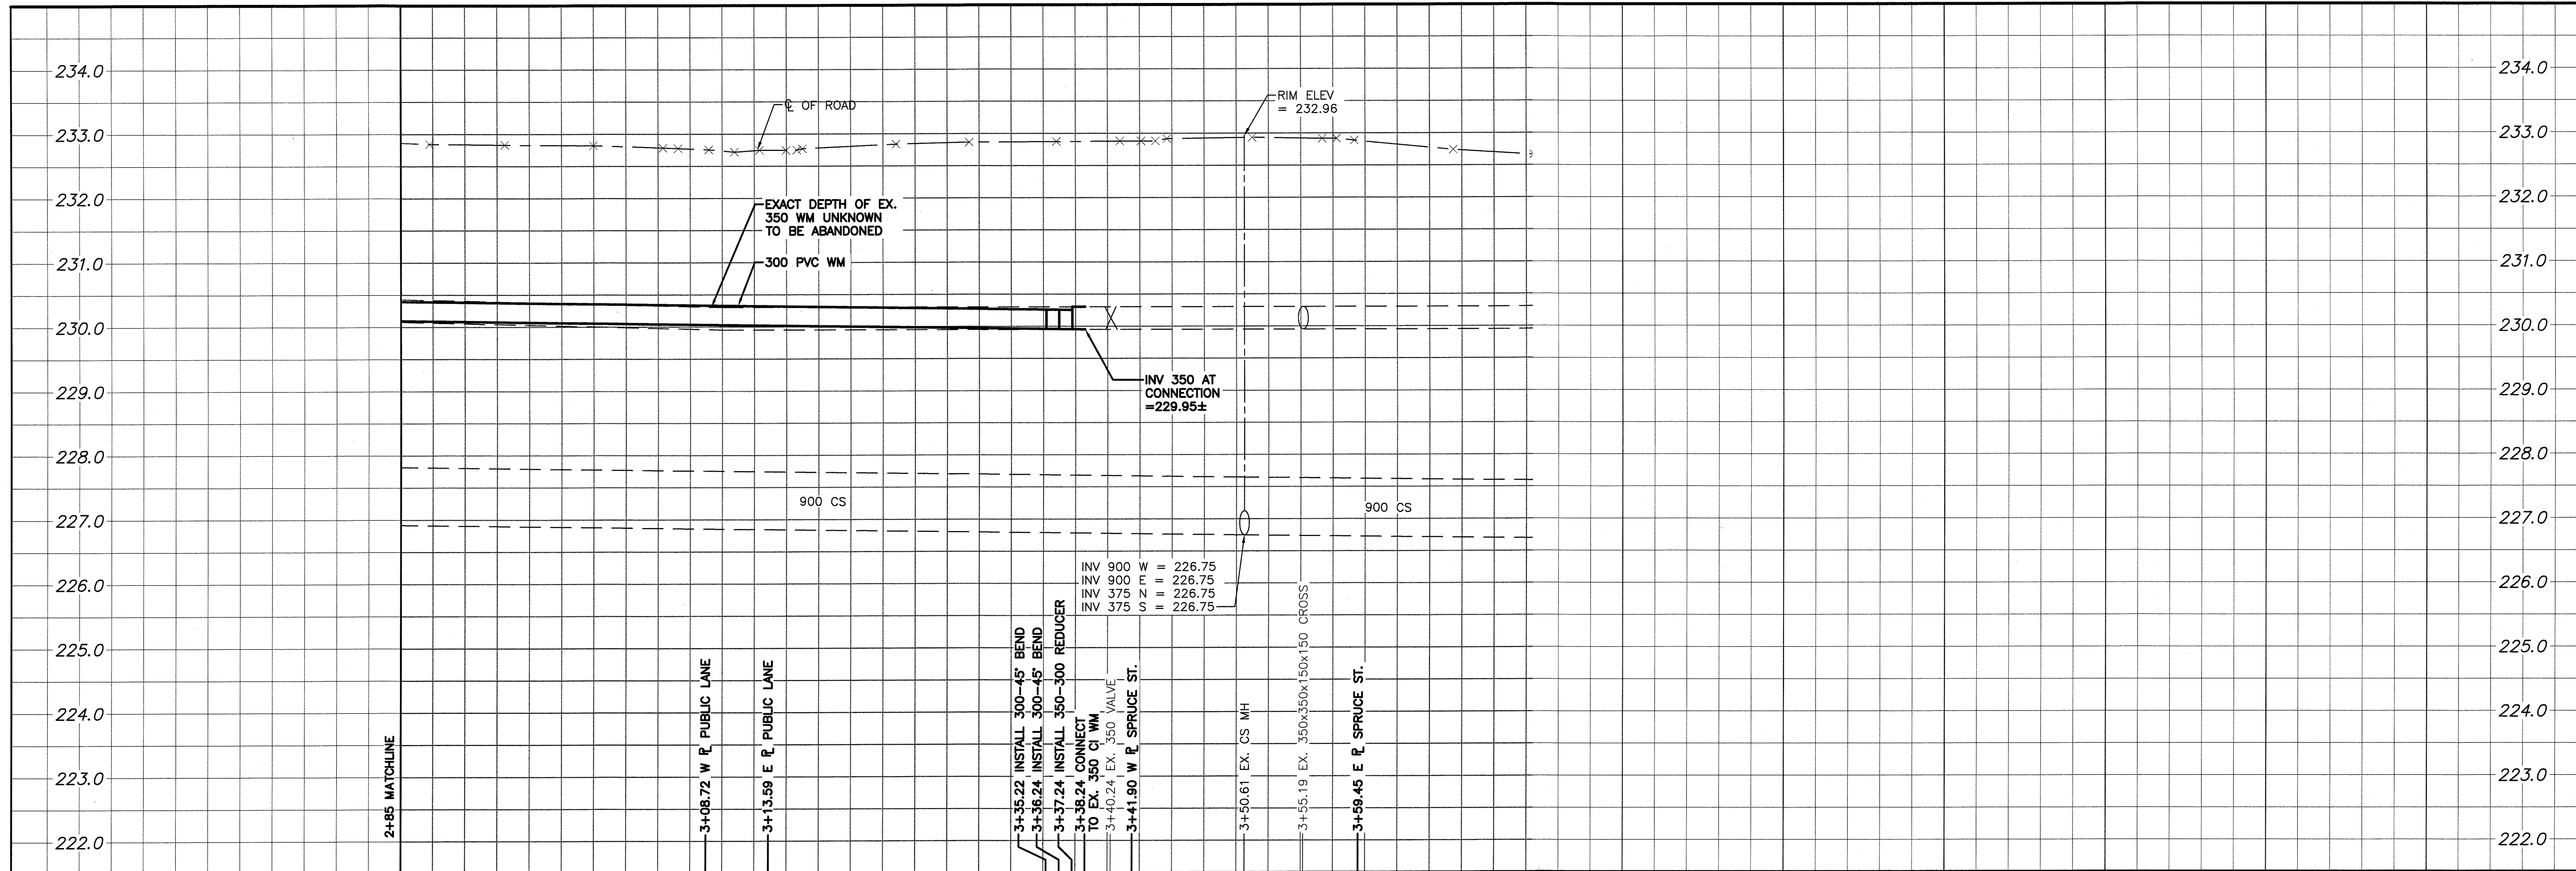 234.0
233.0
232.0
231.0
230.0
229.0
228.0
227.0
226.0
225.0
224.0
223.0
222.0
℄ OF ROAD
RIM ELEV
= 232.96
EXACT DEPTH OF EX.
350 WM UNKNOWN
TO BE ABANDONED
300 PVC WM
INV 350 AT
CONNECTION
=229.95±
900 CS
900 CS
INV 900 W = 226.75
INV 900 E = 226.75
INV 375 N = 226.75
INV 375 S = 226.75
2+85 MATCHLINE
3+08.72 W ⅊ PUBLIC LANE
3+13.59 E ⅊ PUBLIC LANE
3+35.22 INSTALL 300-45° BEND
3+36.24 INSTALL 300-45° BEND
3+37.24 INSTALL 350-300 REDUCER
3+38.24 CONNECT
TO EX. 350 CI WM
3+40.24 EX. 350 VALVE
3+41.90 W ⅊ SPRUCE ST.
3+50.61 EX. CS MH
3+55.19 EX. 350x350x150x150 CROSS
3+59.45 E ⅊ SPRUCE ST.
234.0
233.0
232.0
231.0
230.0
229.0
228.0
227.0
226.0
225.0
224.0
223.0
222.0